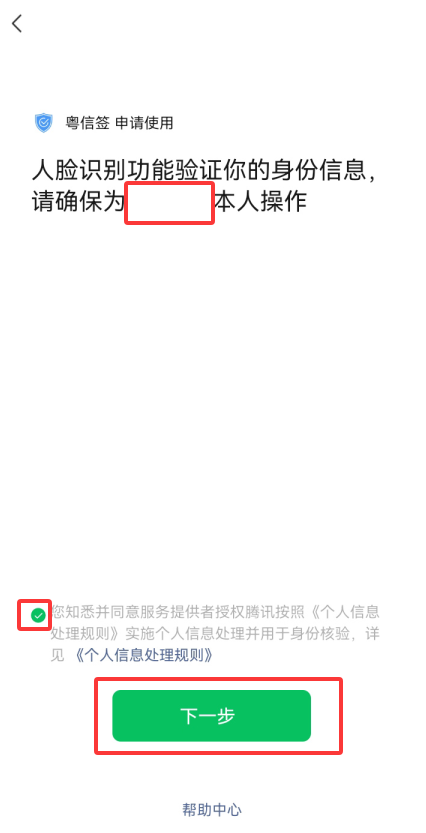 粤信签 申请使用
人脸识别功能验证你的身份信息，
请确保为 本人操作
您知悉并同意服务提供者授权腾讯按照《个人信息
处理规则》实施个人信息处理并用于身份核验，详
见 《个人信息处理规则》
下一步
帮助中心